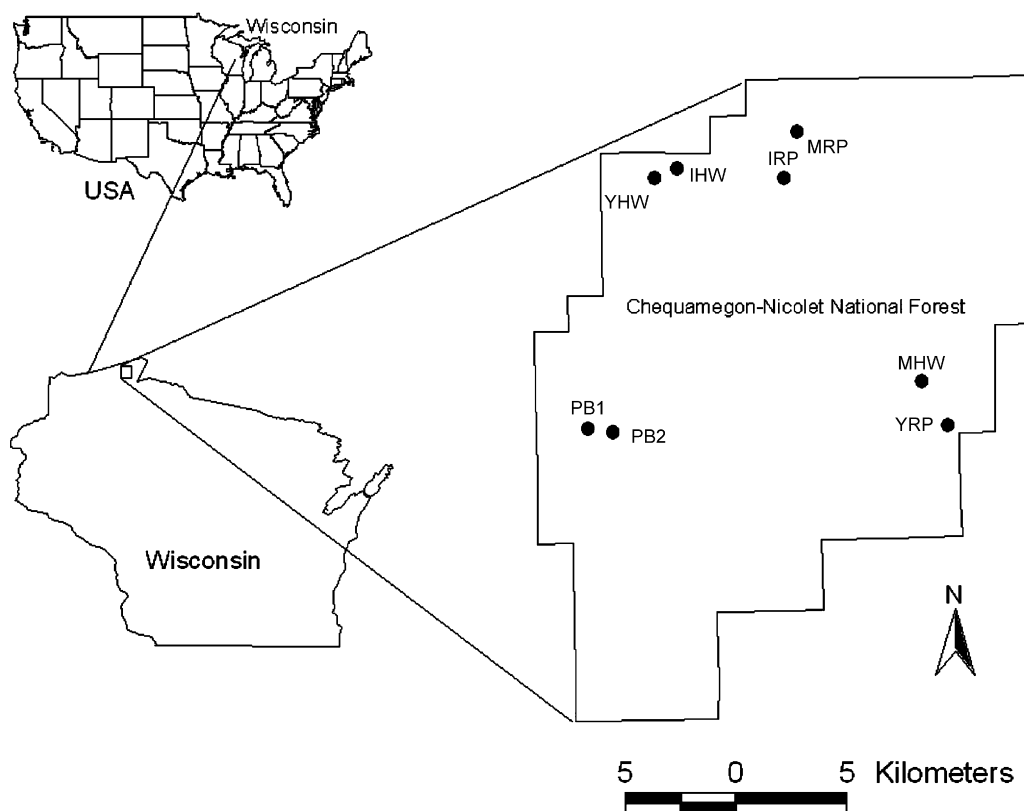 Wisconsin
USA
MRP
IRP
IHW
YHW
Chequamegon-Nicolet National Forest
MHW
PB1
YRP
PB2
Wisconsin
N
5 0 5 Kilometers